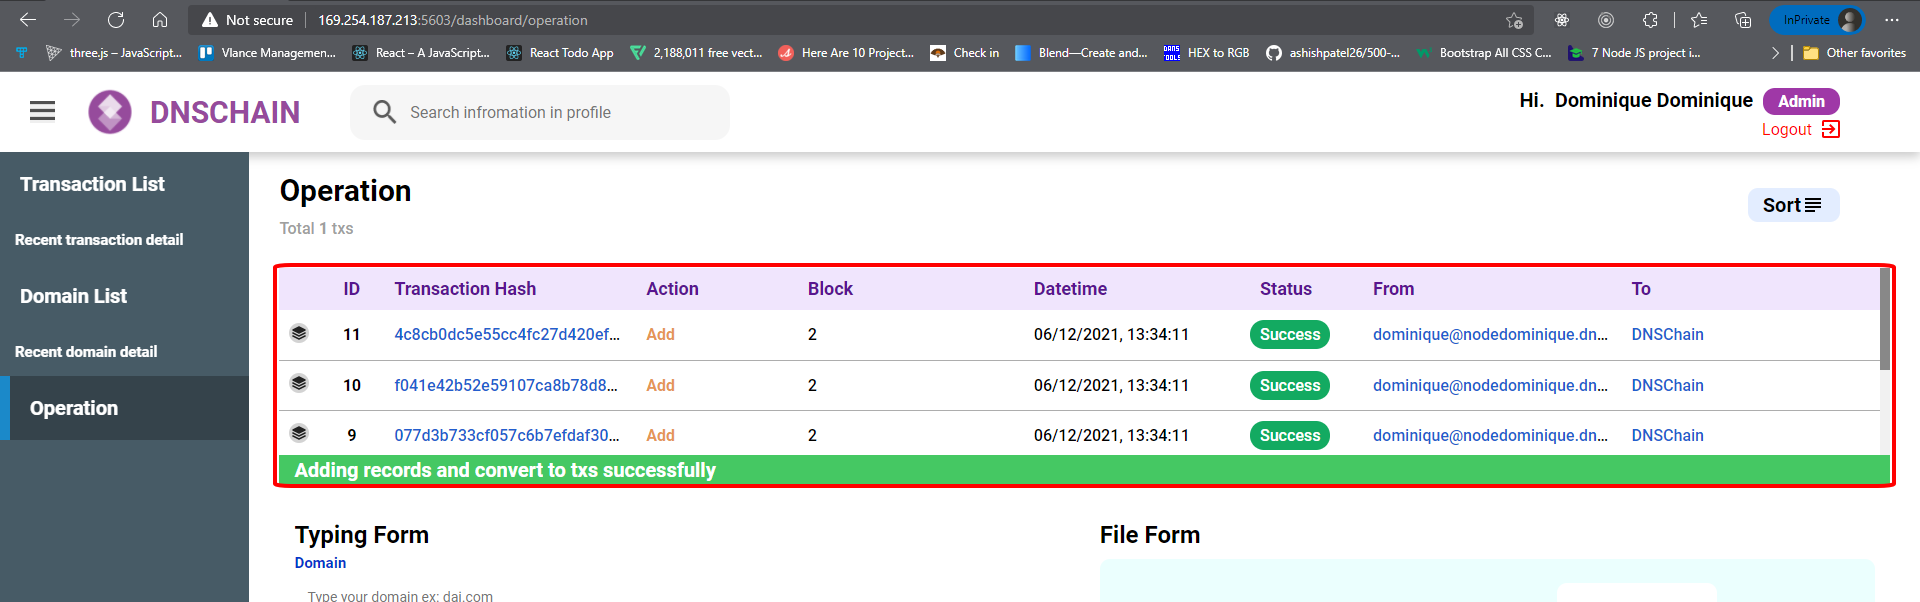 Not secure 169.254.187.213:5603/dashboard/operation InPrivate
three.js – JavaScript... Vlance Managemen... React – A JavaScript... React Todo App 2,188,011 free vect... Here Are 10 Project... Check in Blend—Create and... HEX to RGB ashishpatel26/500-... Bootstrap All CSS C... 7 Node JS project i... Other favorites
DNSCHAIN
Search infromation in profile
Hi. Dominique Dominique Admin
Logout
Transaction List
Recent transaction detail
Domain List
Recent domain detail
Operation
Operation
Total 1 txs
Sort
ID Transaction Hash Action Block Datetime Status From To
11 4c8cb0dc5e55cc4fc27d420ef... Add 2 06/12/2021, 13:34:11 Success dominique@nodedominique.dn... DNSChain
10 f041e42b52e59107ca8b78d8... Add 2 06/12/2021, 13:34:11 Success dominique@nodedominique.dn... DNSChain
9 077d3b733cf057c6b7efdaf30... Add 2 06/12/2021, 13:34:11 Success dominique@nodedominique.dn... DNSChain
Adding records and convert to txs successfully
Typing Form
Domain
Type your domain ex: dai.com
File Form